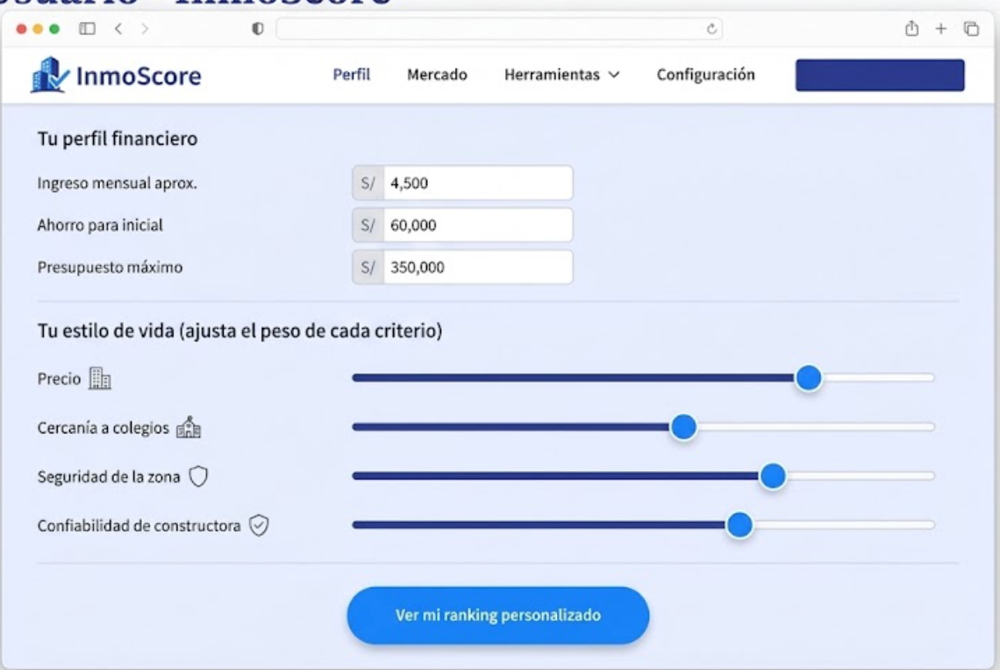 InmoScore
InmoScore
Perfil
Mercado
Herramientas
Configuración
Tu perfil financiero
Ingreso mensual aprox.
S/ 4,500
Ahorro para inicial
S/ 60,000
Presupuesto máximo
S/ 350,000
Tu estilo de vida (ajusta el peso de cada criterio)
Precio
Cercanía a colegios
Seguridad de la zona
Confiabilidad de constructora
Ver mi ranking personalizado